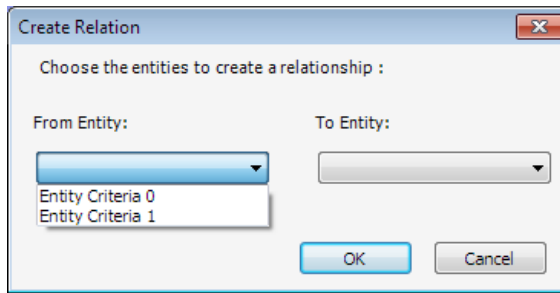 Create Relation
Choose the entities to create a relationship :
From Entity:
To Entity:
Entity Criteria 0
Entity Criteria 1
OK
Cancel